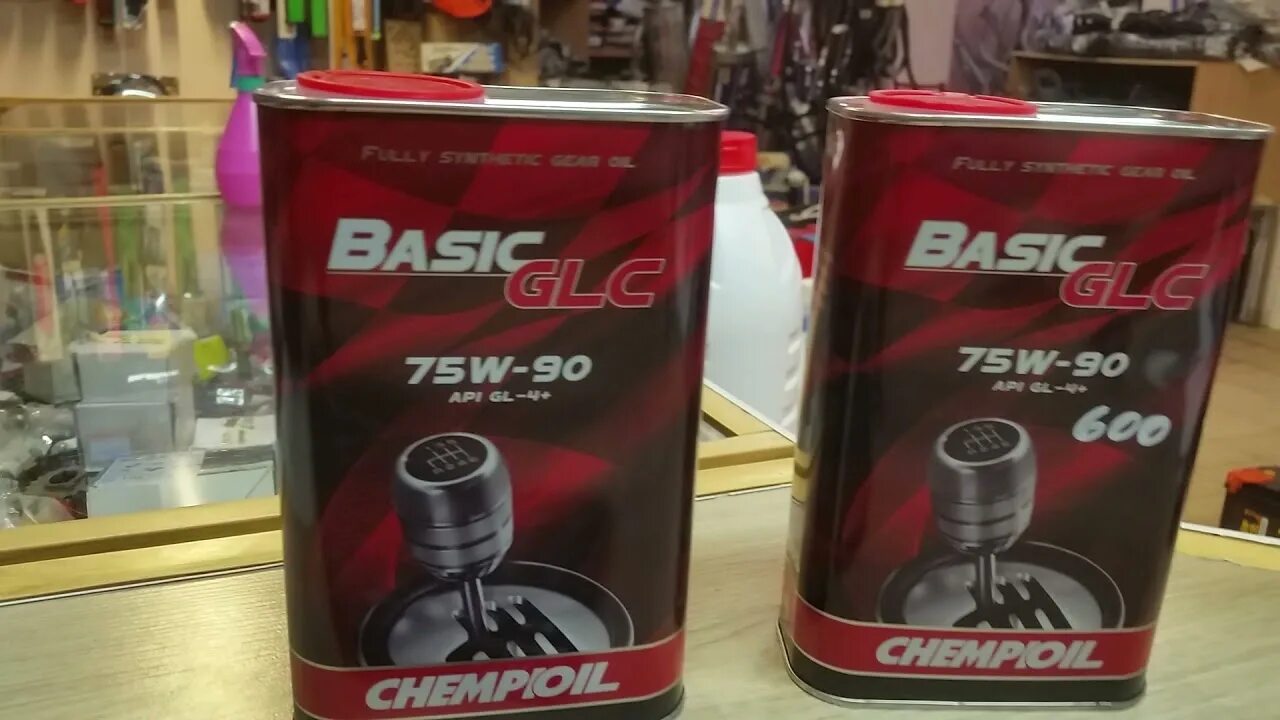 FULLY SYNTHETIC GEAR OIL
BASIC
GLC
75W-90
API GL-4+
CHEMPIOIL
FULLY SYNTHETIC GEAR OIL
BASIC
GLC
75W-90
API GL-4+
600
CHEMPIOIL